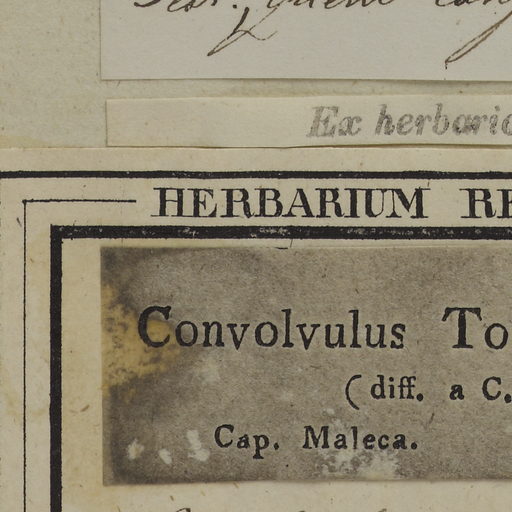 Ex herbario
HERBARIUM RE
Convolvulus To
(diff. a C.
Cap. Maleca.